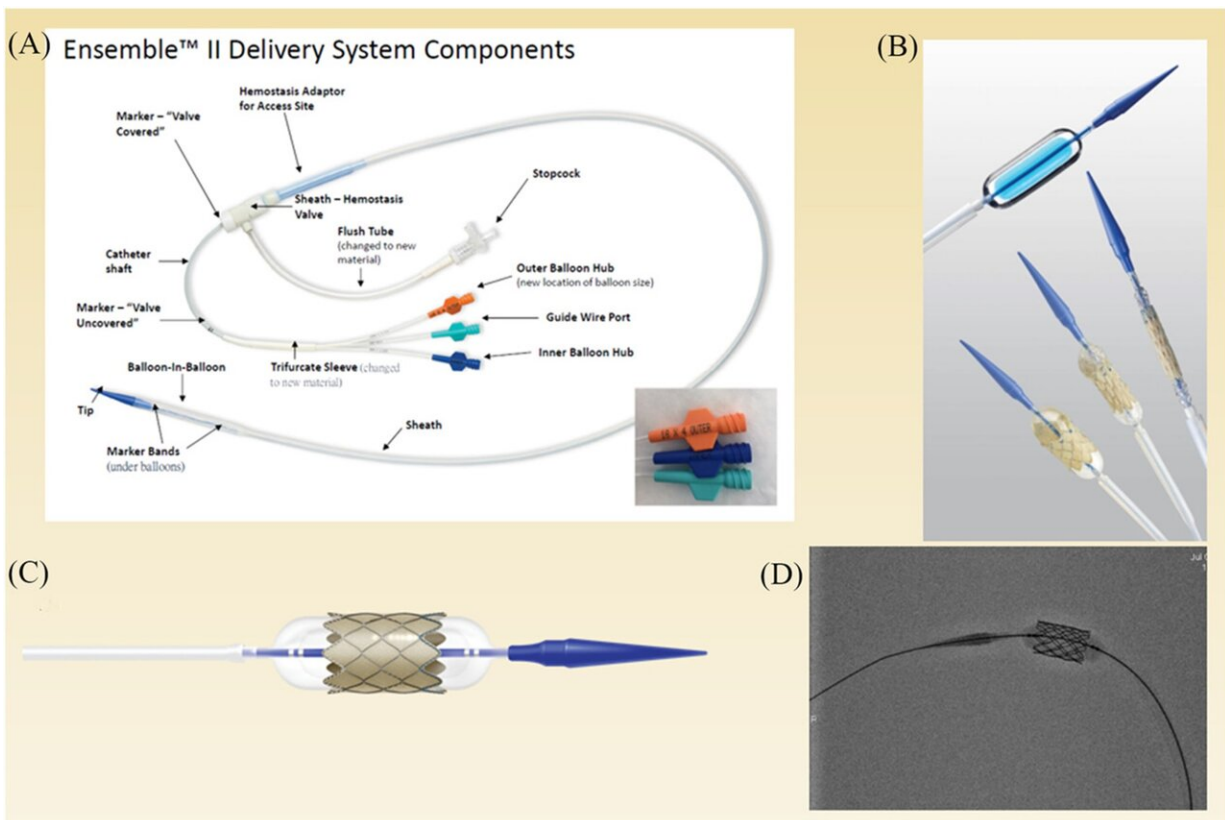 (A)
Ensemble™ II Delivery System Components
Hemostasis Adaptor
for Access Site
Marker – "Valve
Covered"
Stopcock
Sheath – Hemostasis
Valve
Flush Tube
(changed to new
material)
Catheter
shaft
Outer Balloon Hub
(new location of balloon size)
Marker – "Valve
Uncovered"
Guide Wire Port
Inner Balloon Hub
Balloon-In-Balloon
Trifurcate Sleeve (changed
to new material)
Tip
Sheath
Marker Bands
(under balloons)
X 4 OUTER
(B)
(C)
(D)
Jul